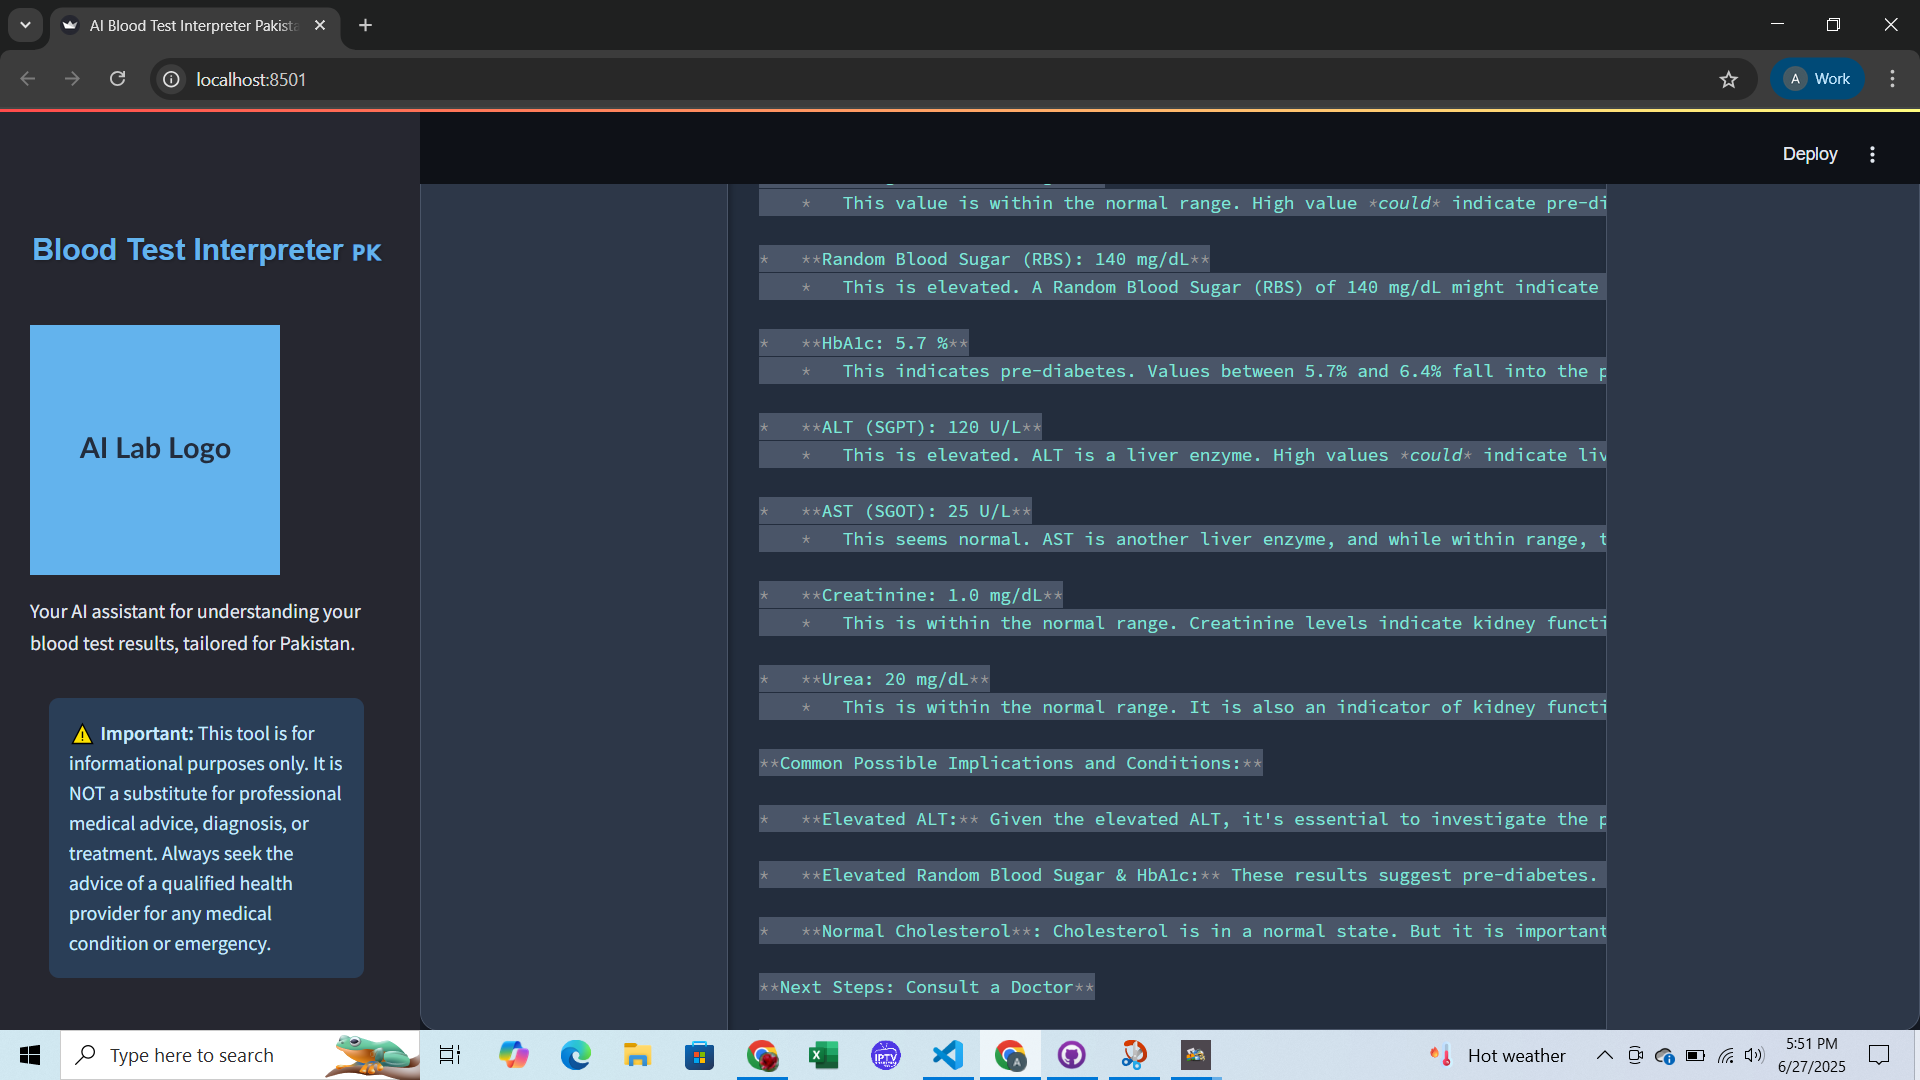 AI Blood Test Interpreter Pakista
localhost:8501
A Work
Deploy
Blood Test Interpreter PK
AI Lab Logo
Your AI assistant for understanding your
blood test results, tailored for Pakistan.
⚠️ Important: This tool is for
informational purposes only. It is
NOT a substitute for professional
medical advice, diagnosis, or
treatment. Always seek the
advice of a qualified health
provider for any medical
condition or emergency.
*   This value is within the normal range. High value *could* indicate pre-di
*   **Random Blood Sugar (RBS): 140 mg/dL**
*   This is elevated. A Random Blood Sugar (RBS) of 140 mg/dL might indicate
*   **HbA1c: 5.7 %**
*   This indicates pre-diabetes. Values between 5.7% and 6.4% fall into the p
*   **ALT (SGPT): 120 U/L**
*   This is elevated. ALT is a liver enzyme. High values *could* indicate liv
*   **AST (SGOT): 25 U/L**
*   This seems normal. AST is another liver enzyme, and while within range, t
*   **Creatinine: 1.0 mg/dL**
*   This is within the normal range. Creatinine levels indicate kidney functi
*   **Urea: 20 mg/dL**
*   This is within the normal range. It is also an indicator of kidney functi
**Common Possible Implications and Conditions:**
*   **Elevated ALT:** Given the elevated ALT, it's essential to investigate the p
*   **Elevated Random Blood Sugar & HbA1c:** These results suggest pre-diabetes.
*   **Normal Cholesterol**: Cholesterol is in a normal state. But it is important
**Next Steps: Consult a Doctor**
Type here to search
IPTV
A
Hot weather
5:51 PM
6/27/2025